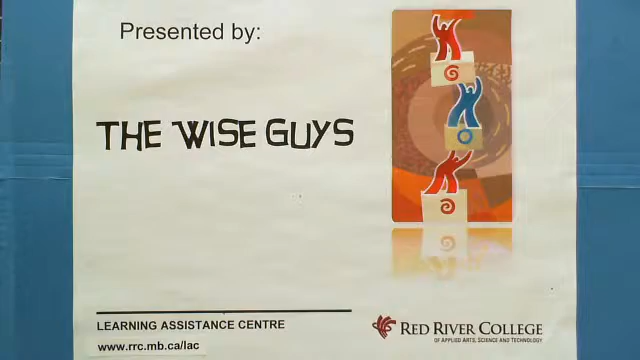 Presented by:
THE WISE GUYS
LEARNING ASSISTANCE CENTRE
www.rrc.mb.ca/lac
RED RIVER COLLEGE
OF APPLIED ARTS, SCIENCE AND TECHNOLOGY